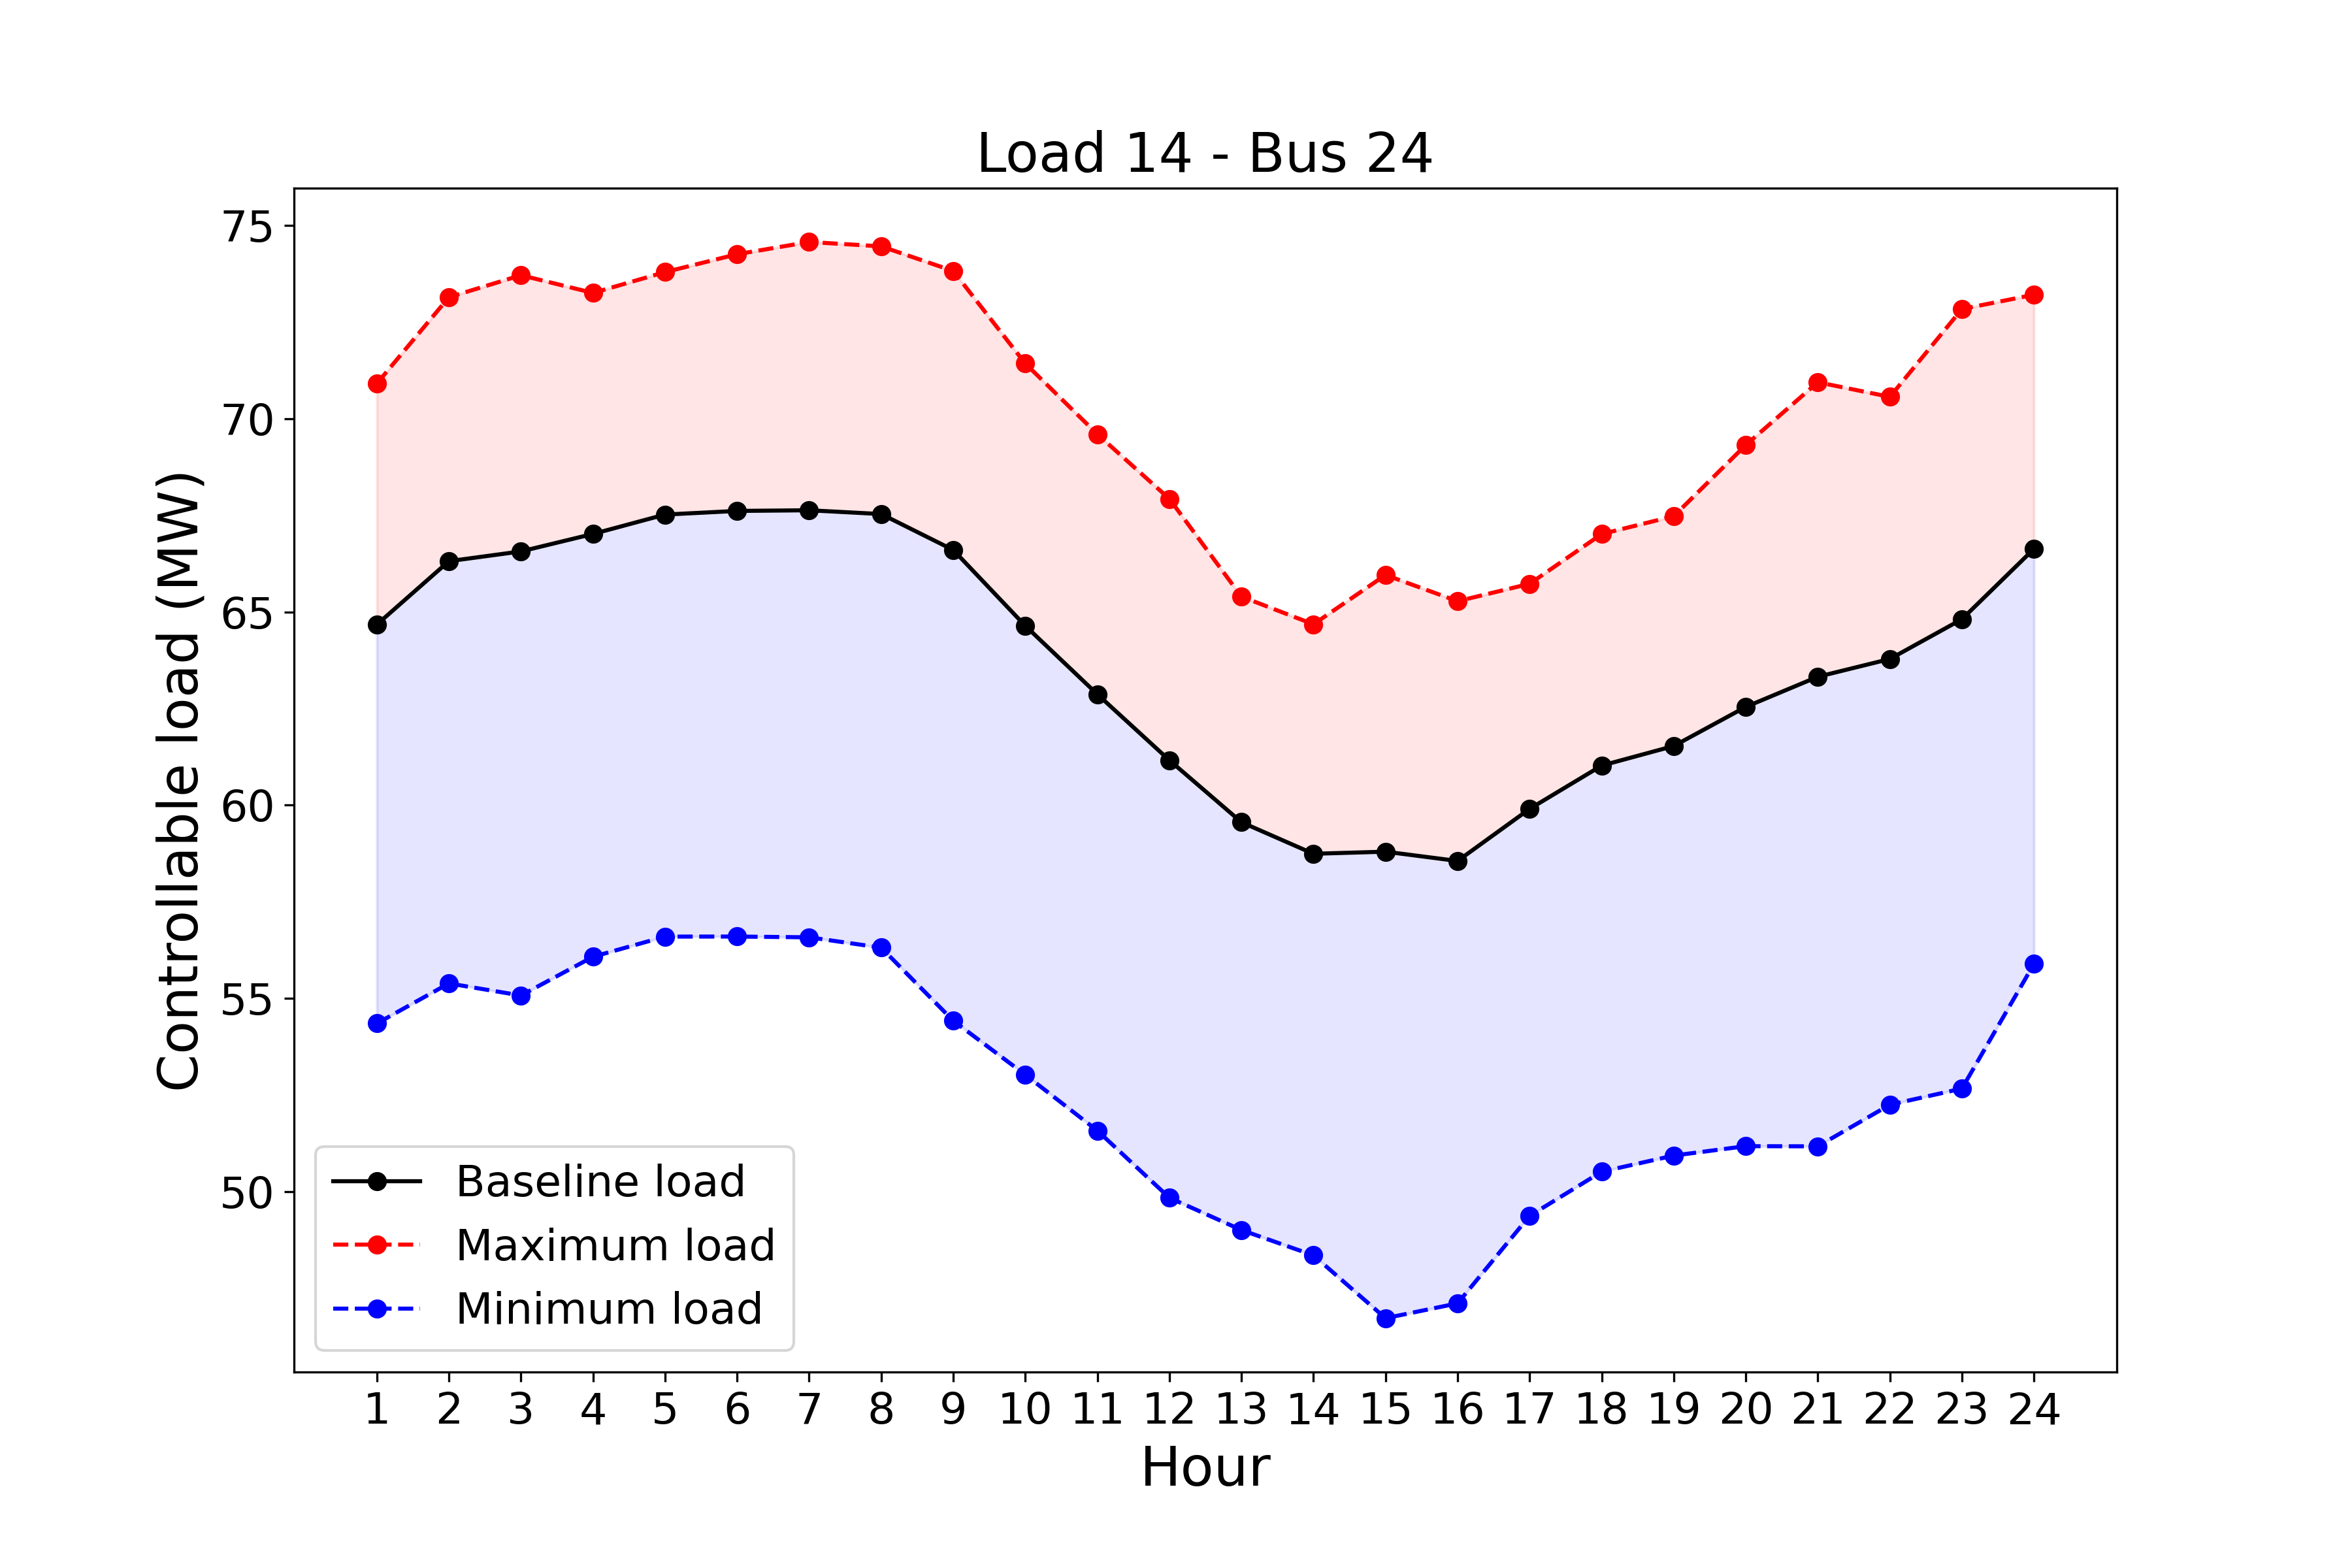 Load 14 - Bus 24
Controllable load (MW)
75
70
65
60
55
50
Baseline load
Maximum load
Minimum load
1 2 3 4 5 6 7 8 9 10 11 12 13 14 15 16 17 18 19 20 21 22 23 24
Hour